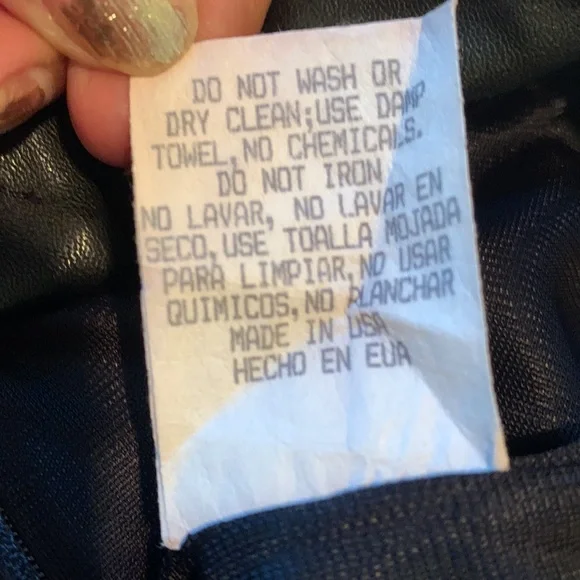 DO NOT WASH OR
DRY CLEAN;USE DAMP
TOWEL,NO CHEMICALS.
DO NOT IRON
NO LAVAR, NO LAVAR EN
SECO,USE TOALLA MOJADA
PARA LIMPIAR,NO USAR
QUIMICOS,NO PLANCHAR
MADE IN USA
HECHO EN EUA